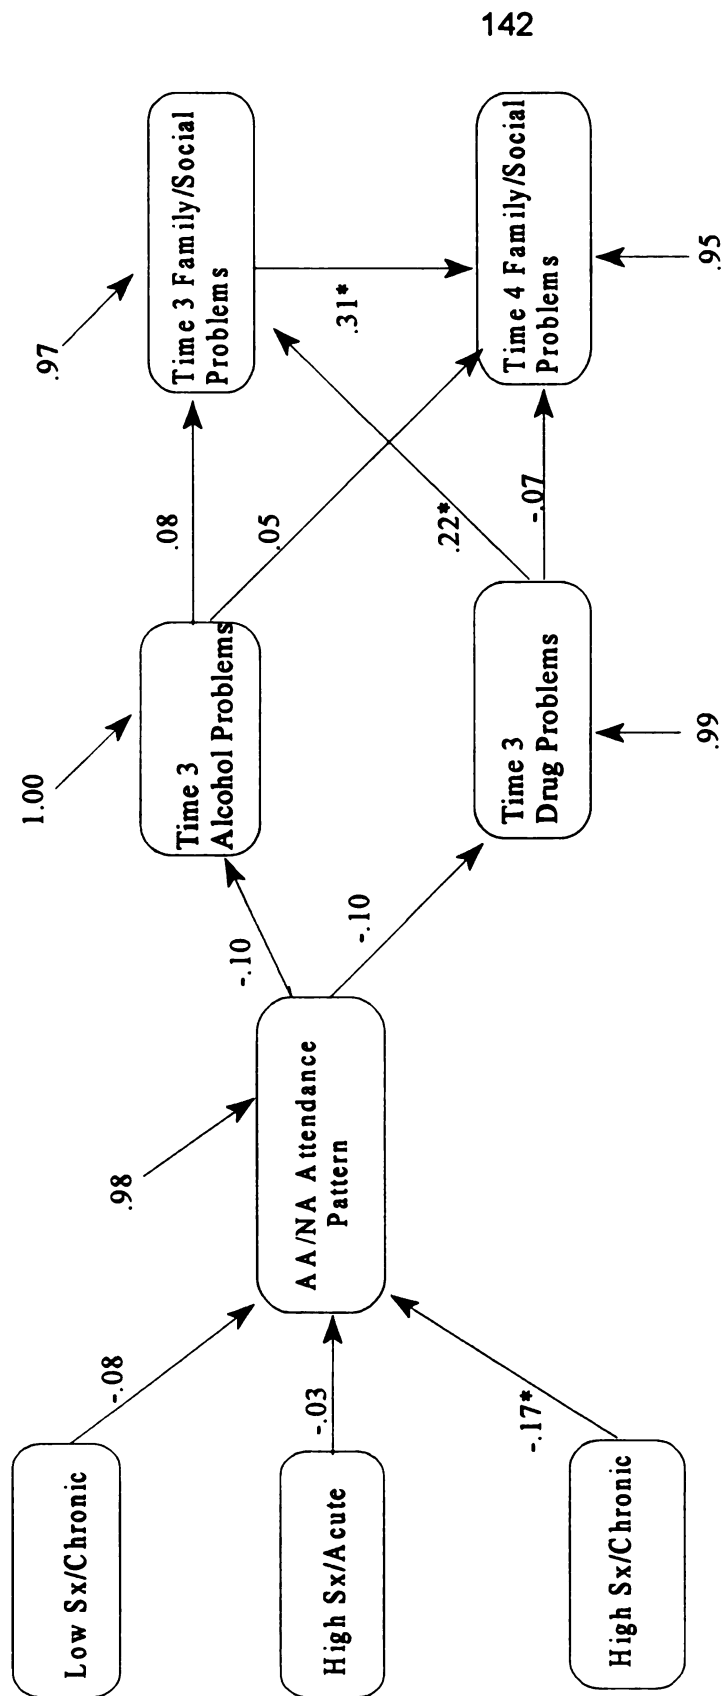 142
Low Sx/Chronic
High Sx/Acute
High Sx/Chronic
-.08
-.03
-.17*
.98
AA/NA Attendance
Pattern
-.10
-.10
1.00
Time 3
Alcohol Problems
Time 3
Drug Problems
.99
.08
.05
.22*
-.07
.97
Time 3 Family/Social
Problems
.31*
Time 4 Family/Social
Problems
.95